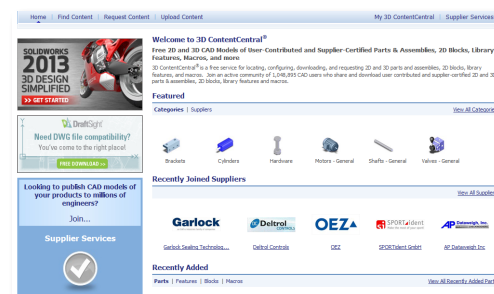 Home | Find Content | Request Content | Upload Content
My 3D ContentCentral | Supplier Services
SOLIDWORKS
2013
3D DESIGN
SIMPLIFIED
>> GET STARTED
DraftSight
Need DWG file compatibility?
You've come to the right place!
FREE DOWNLOAD >>
Looking to publish CAD models of
your products to millions of
engineers?
Join...
Supplier Services
Welcome to 3D ContentCentral®
Free 2D and 3D CAD Models of User-Contributed and Supplier-Certified Parts & Assemblies, 2D Blocks, Library
Features, Macros, and more
3D ContentCentral® is a free service for locating, configuring, downloading, and requesting 2D and 3D parts and assemblies, 2D blocks, library
features, and macros. Join an active community of 1,048,895 CAD users who share and download user contributed and supplier-certified 2D and 3D
parts & assemblies, 2D blocks, library features and macros.
Featured
Categories | Suppliers
View All Categorie
Brackets
Cylinders
Hardware
Motors - General
Shafts - General
Valves - General
Recently Joined Suppliers
View All Supplier
Garlock
Deltrol
CONTROLS
OEZ
SPORTident
AP Dataweigh, Inc.
Garlock Sealing Technolog...
Deltrol Controls
OEZ
SPORTident GmbH
AP Dataweigh Inc
Recently Added
Parts | Features | Blocks | Macros
View All Recently Added Part